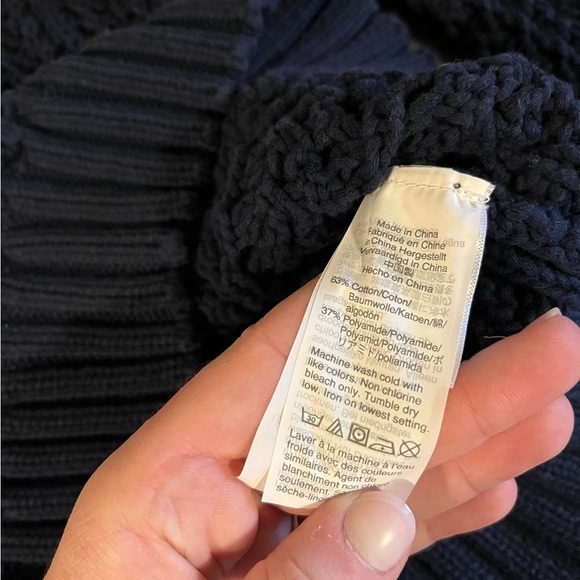 Made in China
Fabriqué en Chine
China Hergestellt
Vervaardigd in China
中国製
Hecho en China
63% Cotton/Coton/
Baumwolle/Katoen/綿/
algodón
37% Polyamide/Polyamide/
Polyamid/Polyamide/ポ
リアミド/poliamida
Machine wash cold with
like colors. Non chlorine
bleach only. Tumble dry
low. Iron on lowest setting.
30
Laver à la machine à l'eau
froide avec des couleurs
similaires. Agent de
blanchiment non
seulement.